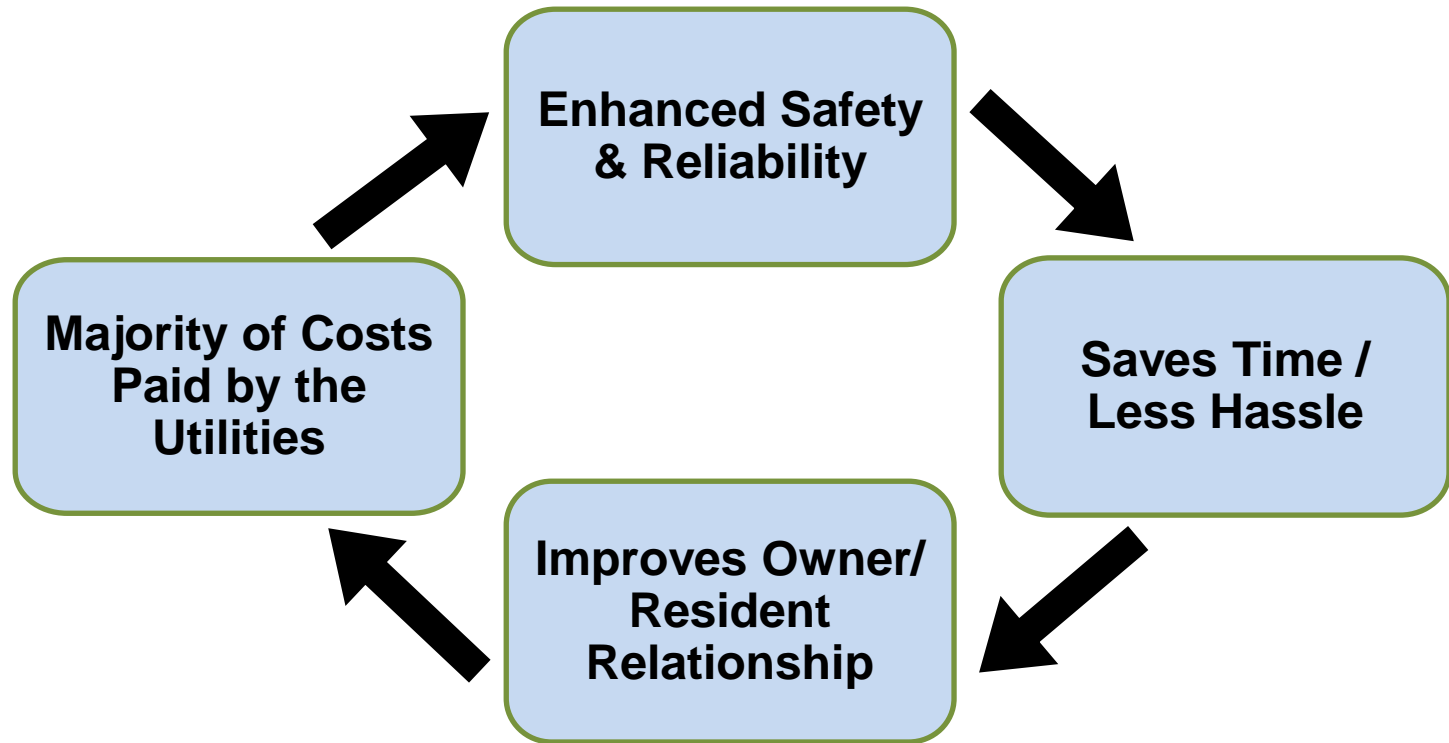 Enhanced Safety
& Reliability
Saves Time /
Less Hassle
Improves Owner/
Resident
Relationship
Majority of Costs
Paid by the
Utilities